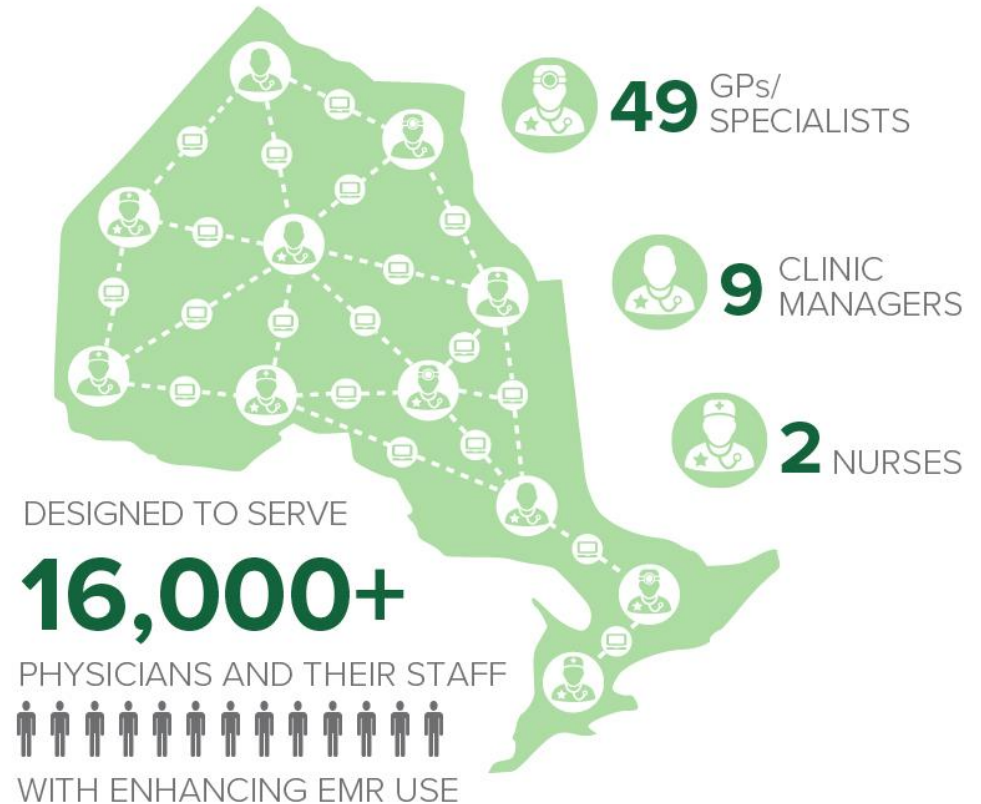 49 GPs/
SPECIALISTS
9 CLINIC
MANAGERS
2 NURSES
DESIGNED TO SERVE
16,000+
PHYSICIANS AND THEIR STAFF
WITH ENHANCING EMR USE